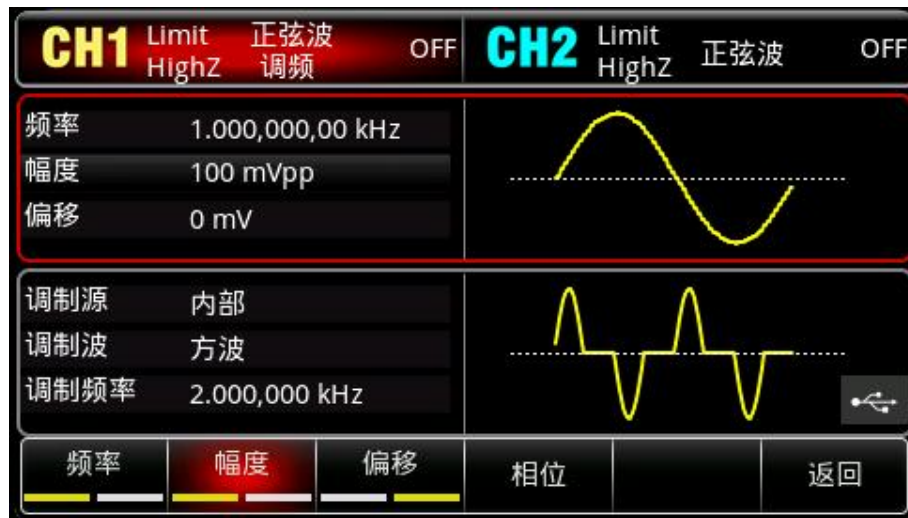 CH1 Limit 正弦波 OFF CH2 Limit 正弦波 OFF
HighZ 调频 HighZ
频率 1.000,000,00 kHz
幅度 100 mVpp
偏移 0 mV
调制源 内部
调制波 方波
调制频率 2.000,000 kHz
频率 幅度 偏移 相位 返回